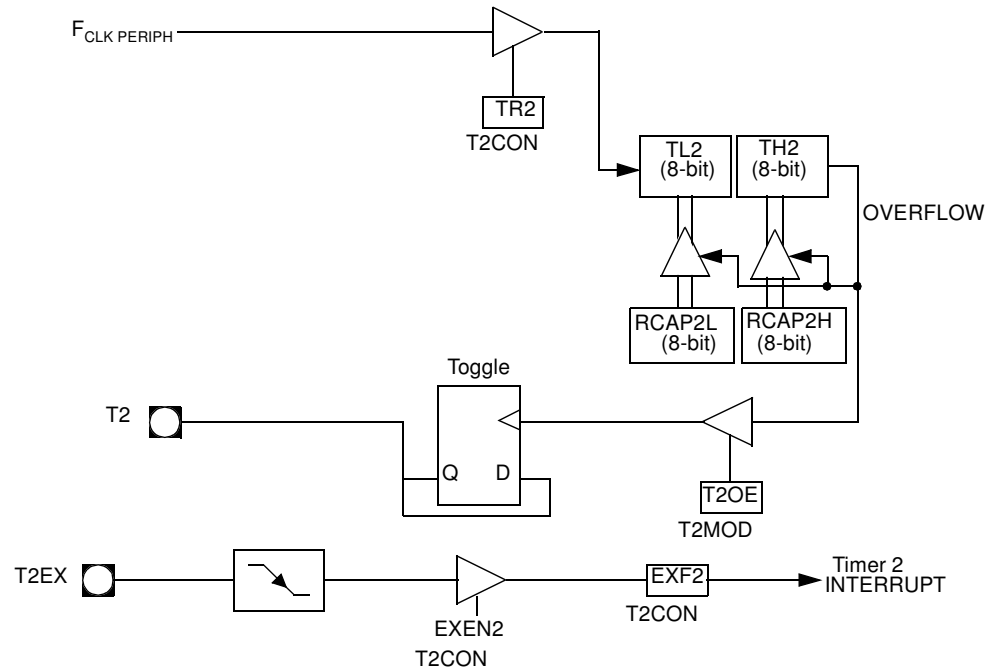 FCLK PERIPH
TR2
T2CON
TL2
(8-bit)
TH2
(8-bit)
OVERFLOW
RCAP2L
(8-bit)
RCAP2H
(8-bit)
Toggle
T2
Q
D
T2OE
T2MOD
T2EX
EXEN2
T2CON
EXF2
T2CON
Timer 2
INTERRUPT